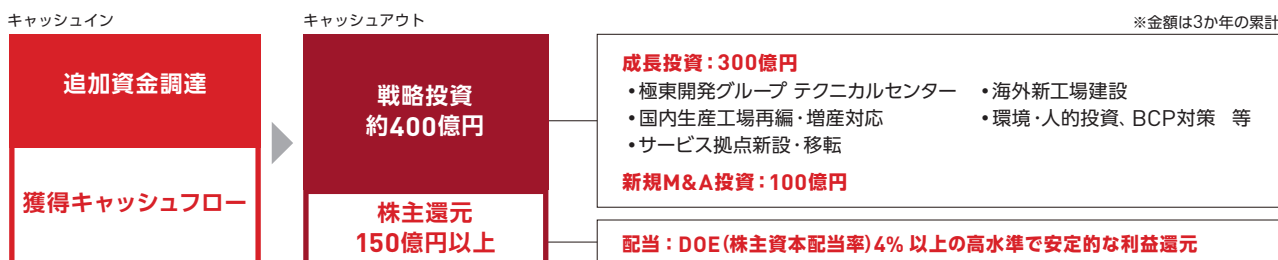 キャッシュイン
キャッシュアウト
※金額は3か年の累計
追加資金調達
獲得キャッシュフロー
戦略投資
約400億円
株主還元
150億円以上
成長投資：300億円
•極東開発グループ テクニカルセンター
•国内生産工場再編・増産対応
•サービス拠点新設・移転
•海外新工場建設
•環境・人的投資、BCP対策　等
新規M&A投資：100億円
配当：DOE(株主資本配当率)4% 以上の高水準で安定的な利益還元